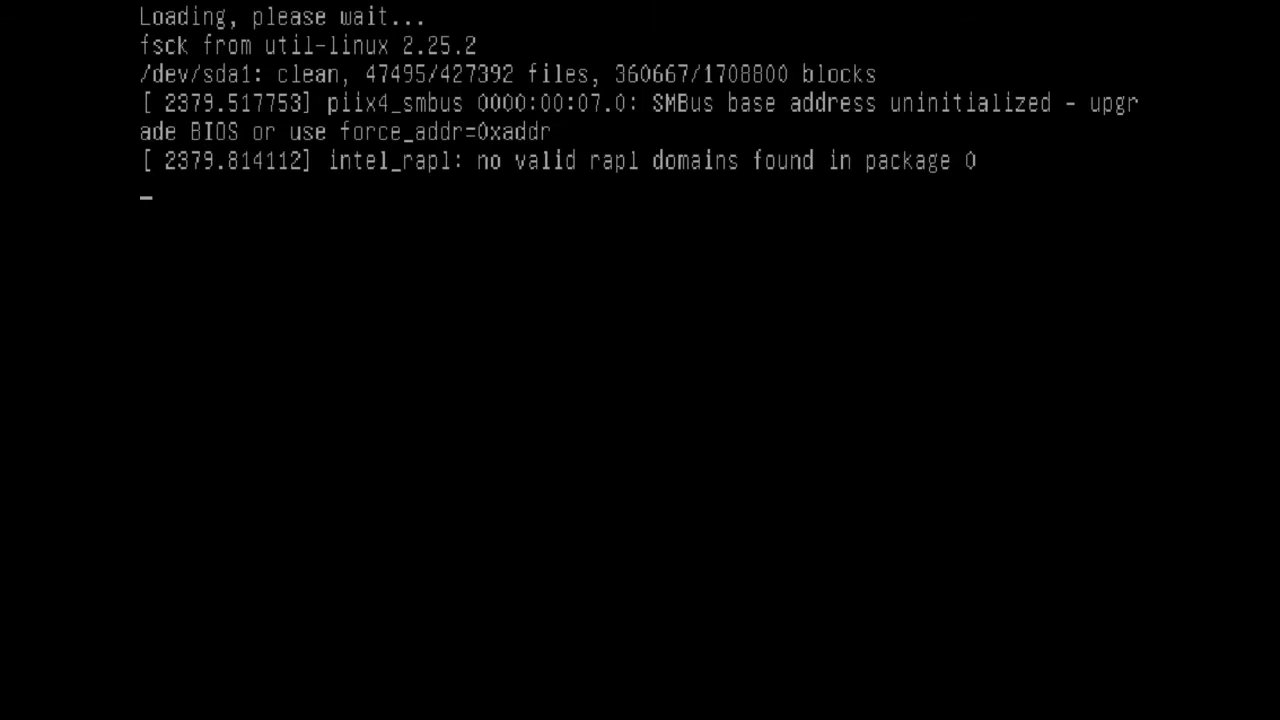 Loading, please wait...
fsck from util-linux 2.25.2
/dev/sda1: clean, 47495/427392 files, 360667/1708800 blocks
[ 2379.517753] piix4_smbus 0000:00:07.0: SMBus base address uninitialized - upgr
ade BIOS or use force_addr=0xaddr
[ 2379.814112] intel_rapl: no valid rapl domains found in package 0